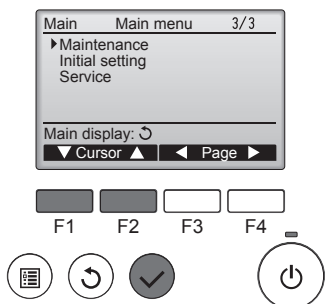 Main Main menu 3/3
Maintenance
Initial setting
Service
Main display:
Cursor Page
F1 F2 F3 F4